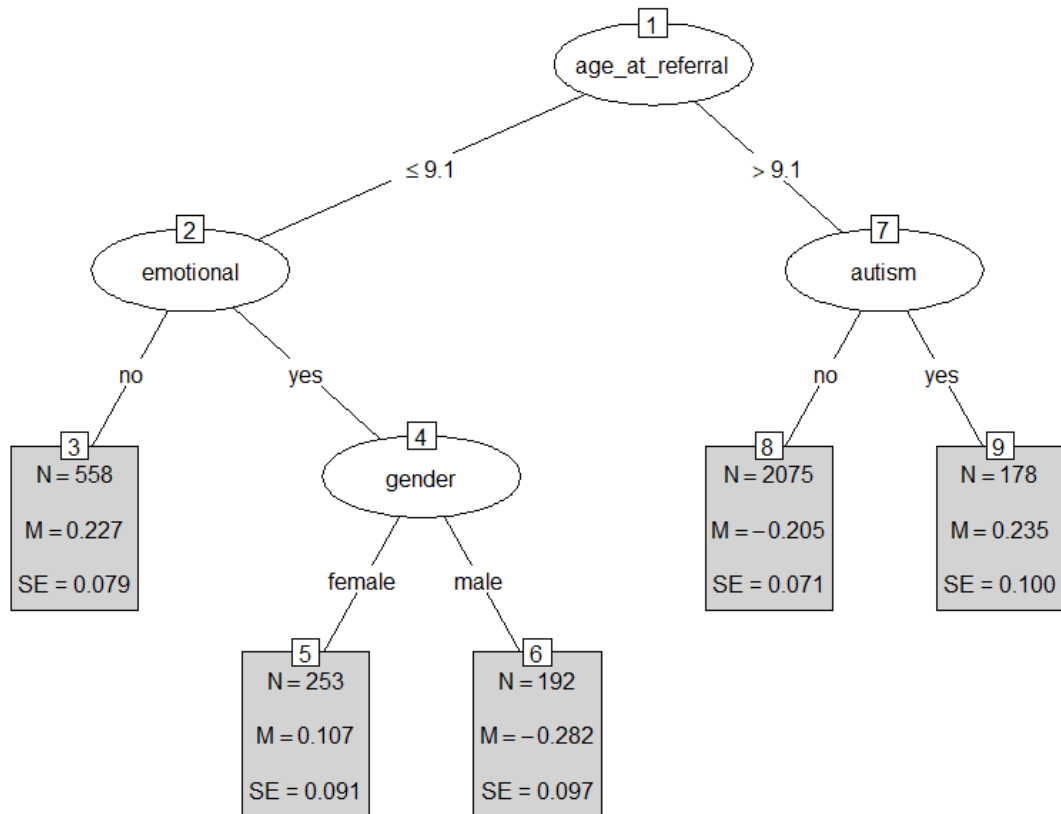 1
age_at_referral
≤ 9.1
> 9.1
2
emotional
7
autism
no
yes
no
yes
3
N = 558
M = 0.227
SE = 0.079
4
gender
8
N = 2075
M = −0.205
SE = 0.071
9
N = 178
M = 0.235
SE = 0.100
female
male
5
N = 253
M = 0.107
SE = 0.091
6
N = 192
M = −0.282
SE = 0.097